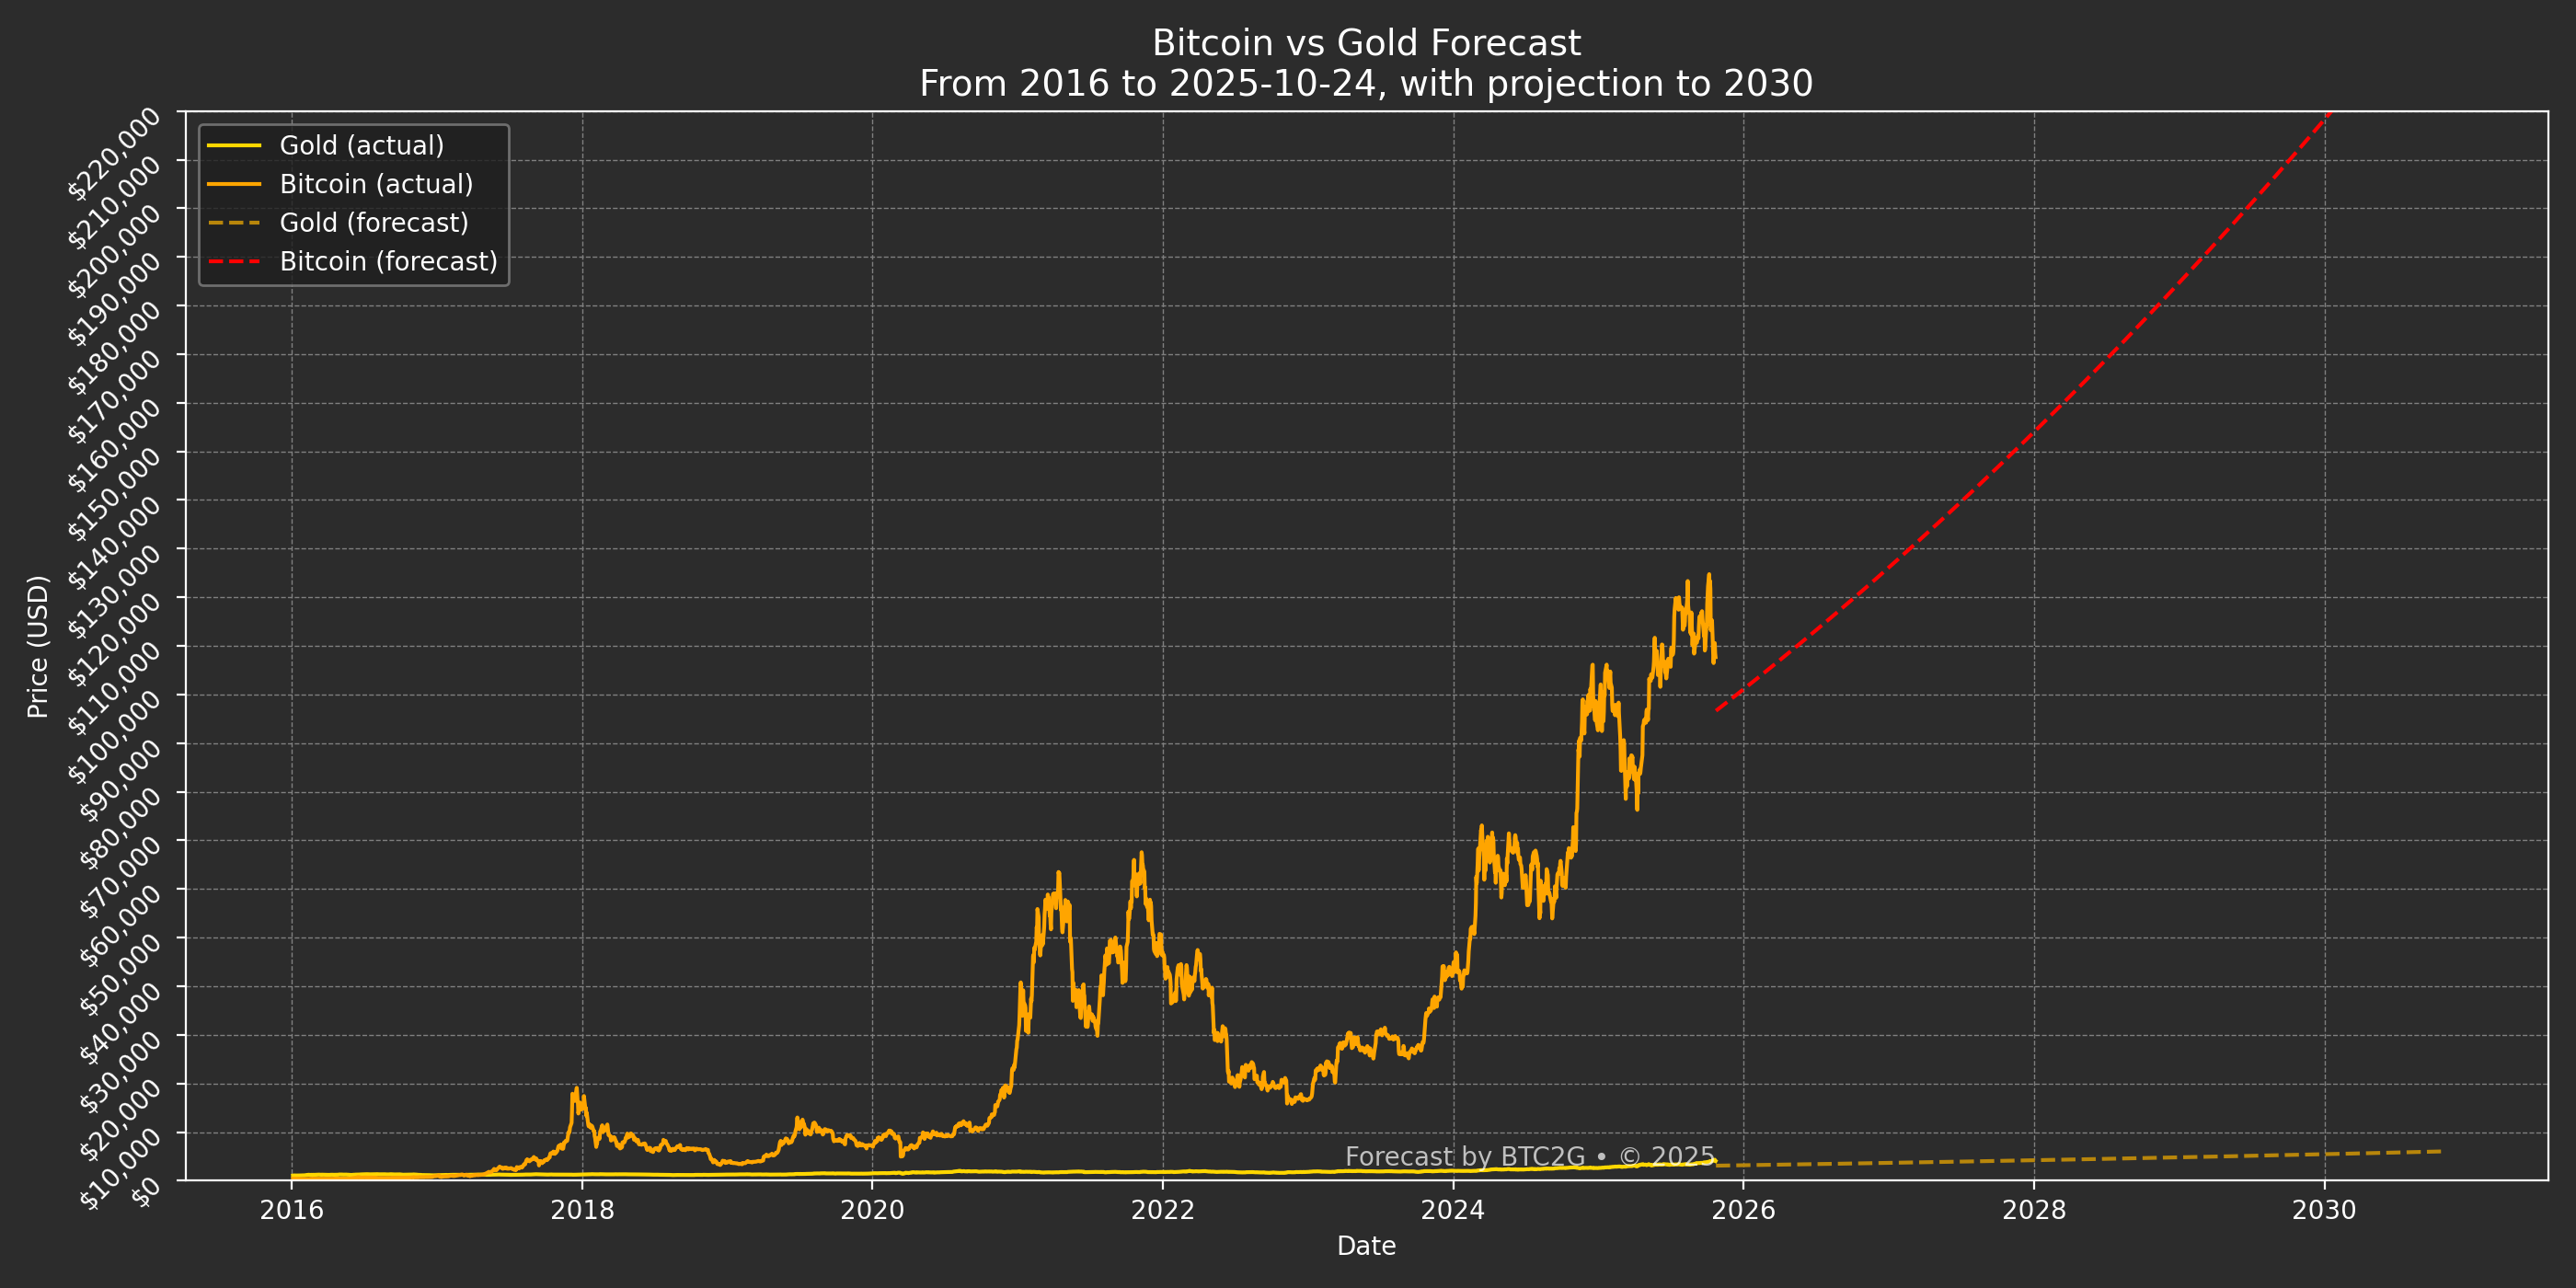 Bitcoin vs Gold Forecast
From 2016 to 2025-10-24, with projection to 2030
Gold (actual)
Bitcoin (actual)
Gold (forecast)
Bitcoin (forecast)
Price (USD)
$220,000
$210,000
$200,000
$190,000
$180,000
$170,000
$160,000
$150,000
$140,000
$130,000
$120,000
$110,000
$100,000
$90,000
$80,000
$70,000
$60,000
$50,000
$40,000
$30,000
$20,000
$10,000
$0
Forecast by BTC2G • © 2025
2016 2018 2020 2022 2024 2026 2028 2030
Date